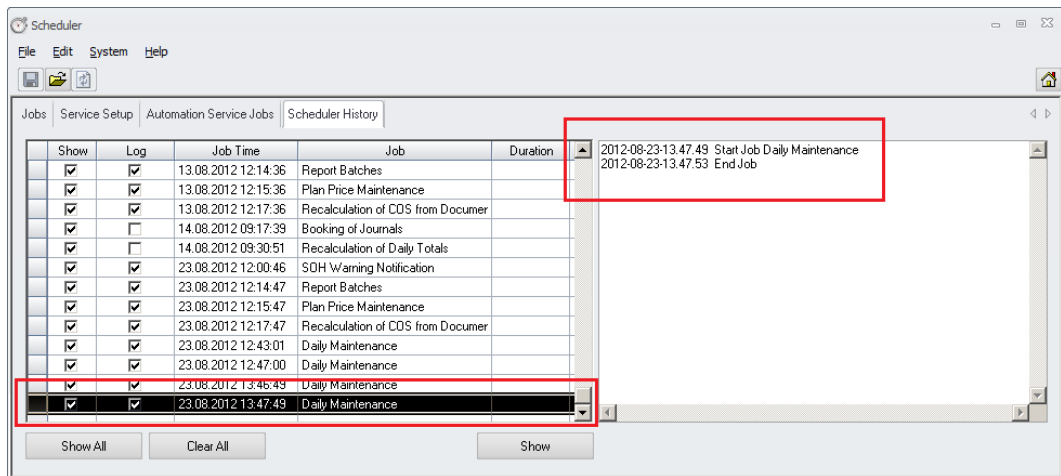 Scheduler
File Edit System Help
Jobs Service Setup Automation Service Jobs Scheduler History
Show Log Job Time Job Duration
13.08.2012 12:14:36 Report Batches
13.08.2012 12:15:36 Plan Price Maintenance
13.08.2012 12:17:36 Recalculation of COS from Documer
14.08.2012 09:17:39 Booking of Journals
14.08.2012 09:30:51 Recalculation of Daily Totals
23.08.2012 12:00:46 SOH Warning Notification
23.08.2012 12:14:47 Report Batches
23.08.2012 12:15:47 Plan Price Maintenance
23.08.2012 12:17:47 Recalculation of COS from Documer
23.08.2012 12:43:01 Daily Maintenance
23.08.2012 12:47:00 Daily Maintenance
23.08.2012 13:46:49 Daily Maintenance
23.08.2012 13:47:49 Daily Maintenance
2012-08-23-13.47.49 Start Job Daily Maintenance
2012-08-23-13.47.53 End Job
Show All Clear All Show